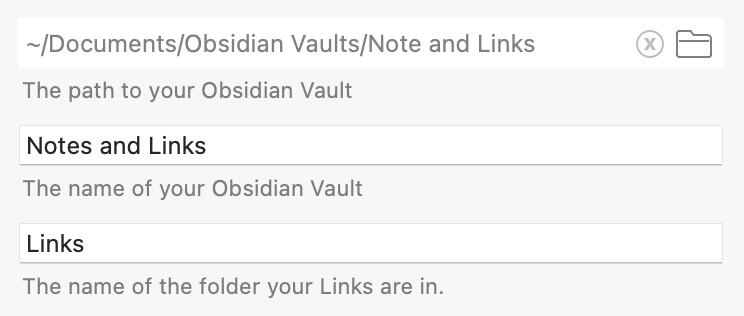 ~/Documents/Obsidian Vaults/Note and Links
The path to your Obsidian Vault
Notes and Links
The name of your Obsidian Vault
Links
The name of the folder your Links are in.